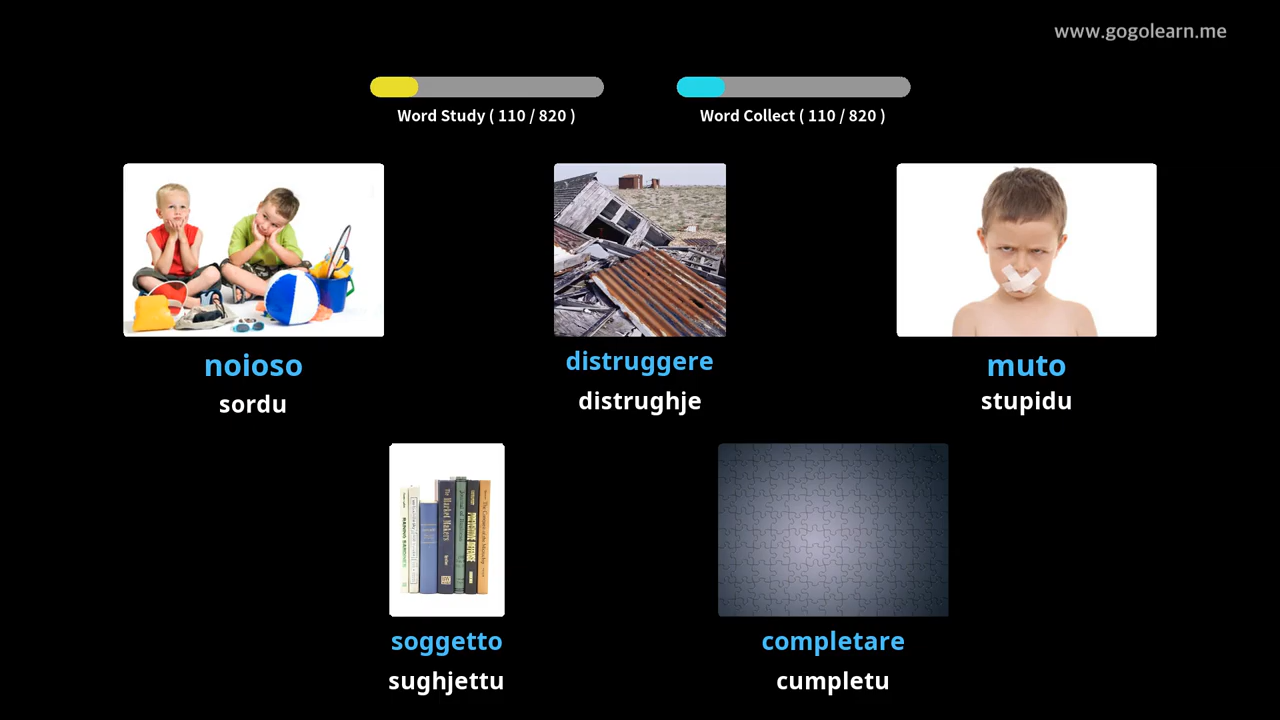 www.gogolearn.me
Word Study ( 110 / 820 )
Word Collect ( 110 / 820 )
noioso
sordu
distruggere
distrughje
muto
stupidu
soggetto
sughjettu
completare
cumpletu